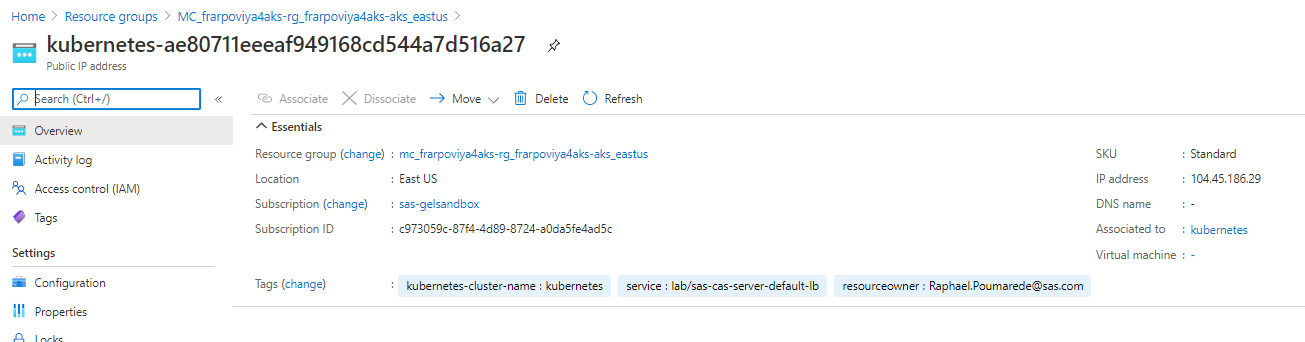 Home > Resource groups > MC_frarpoviya4aks-rg_frarpoviya4aks-aks_eastus >
kubernetes-ae80711eeeaf949168cd544a7d516a27
Public IP address
Search (Ctrl+/)
«
Associate Dissociate Move Delete Refresh
Overview
Activity log
Access control (IAM)
Tags
Settings
Configuration
Properties
Locks
Essentials
Resource group (change) : mc_frarpoviya4aks-rg_frarpoviya4aks-aks_eastus
Location : East US
Subscription (change) : sas-gelsandbox
Subscription ID : c973059c-87f4-4d89-8724-a0da5fe4ad5c
SKU : Standard
IP address : 104.45.186.29
DNS name : -
Associated to : kubernetes
Virtual machine : -
Tags (change) : kubernetes-cluster-name : kubernetes service : lab/sas-cas-server-default-lb resourceowner : Raphael.Poumarede@sas.com